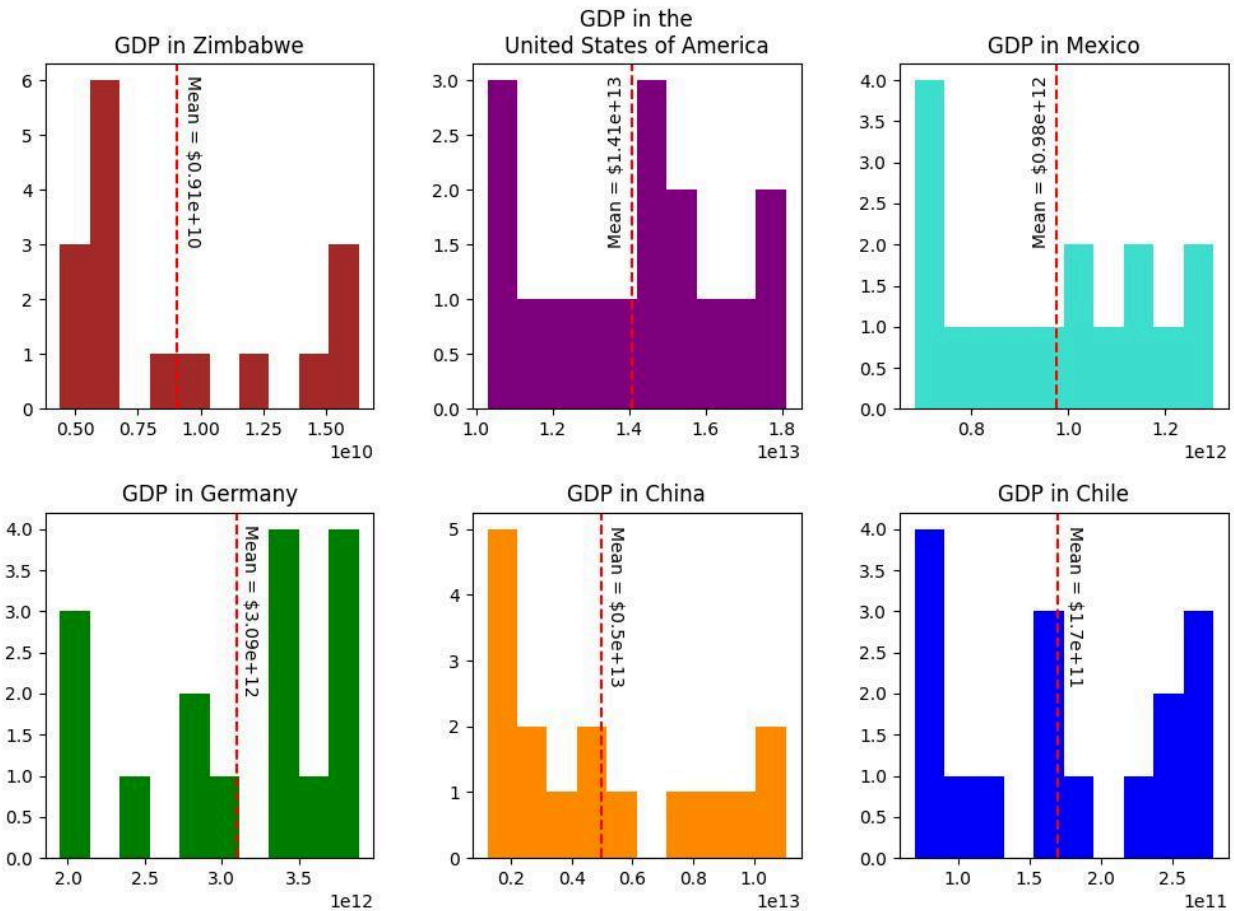 GDP in Zimbabwe
6
5
4
3
2
1
0
Mean = $0.91e+10
0.50 0.75 1.00 1.25 1.50
1e10
GDP in the
United States of America
3.0
2.5
2.0
1.5
1.0
0.5
0.0
Mean = $1.41e+13
1.0 1.2 1.4 1.6 1.8
1e13
GDP in Mexico
4.0
3.5
3.0
2.5
2.0
1.5
1.0
0.5
0.0
Mean = $0.98e+12
0.8 1.0 1.2
1e12
GDP in Germany
4.0
3.5
3.0
2.5
2.0
1.5
1.0
0.5
0.0
Mean = $3.09e+12
2.0 2.5 3.0 3.5
1e12
GDP in China
5
4
3
2
1
0
Mean = $0.5e+13
0.2 0.4 0.6 0.8 1.0
1e13
GDP in Chile
4.0
3.5
3.0
2.5
2.0
1.5
1.0
0.5
0.0
Mean = $1.7e+11
1.0 1.5 2.0 2.5
1e11